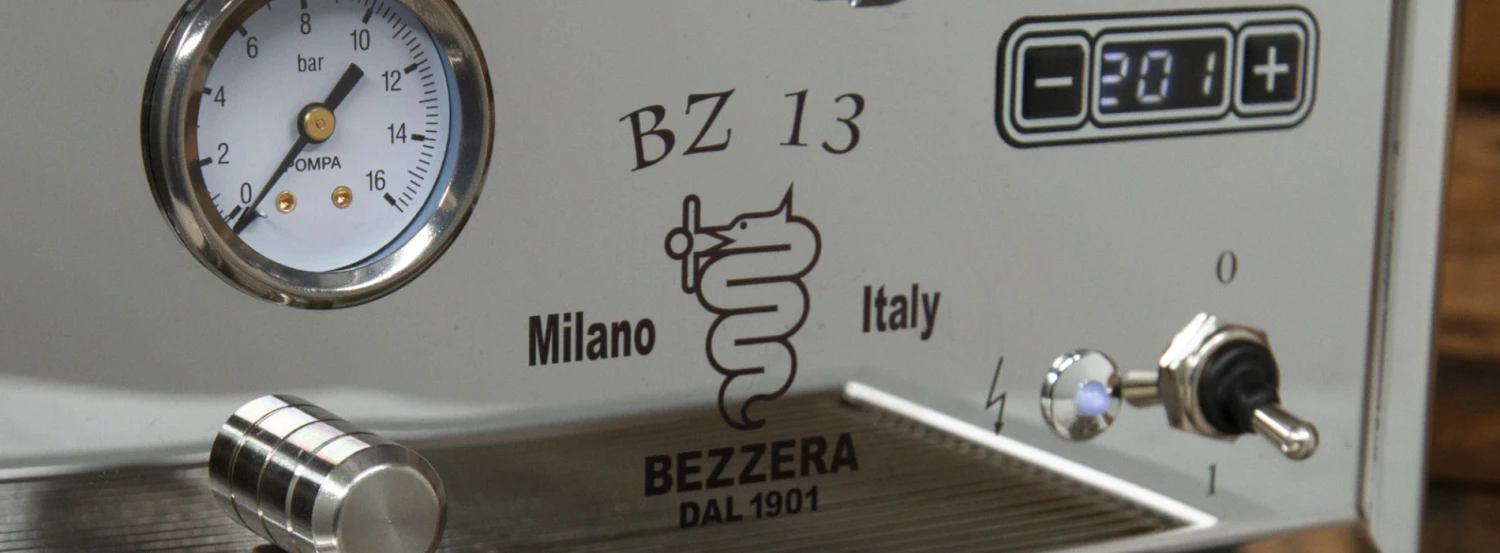 8
6
10
bar
12
4
14
2
POMPA
16
0
BZ 13
− 201 +
Milano
Italy
BEZZERA
DAL 1901
0
1